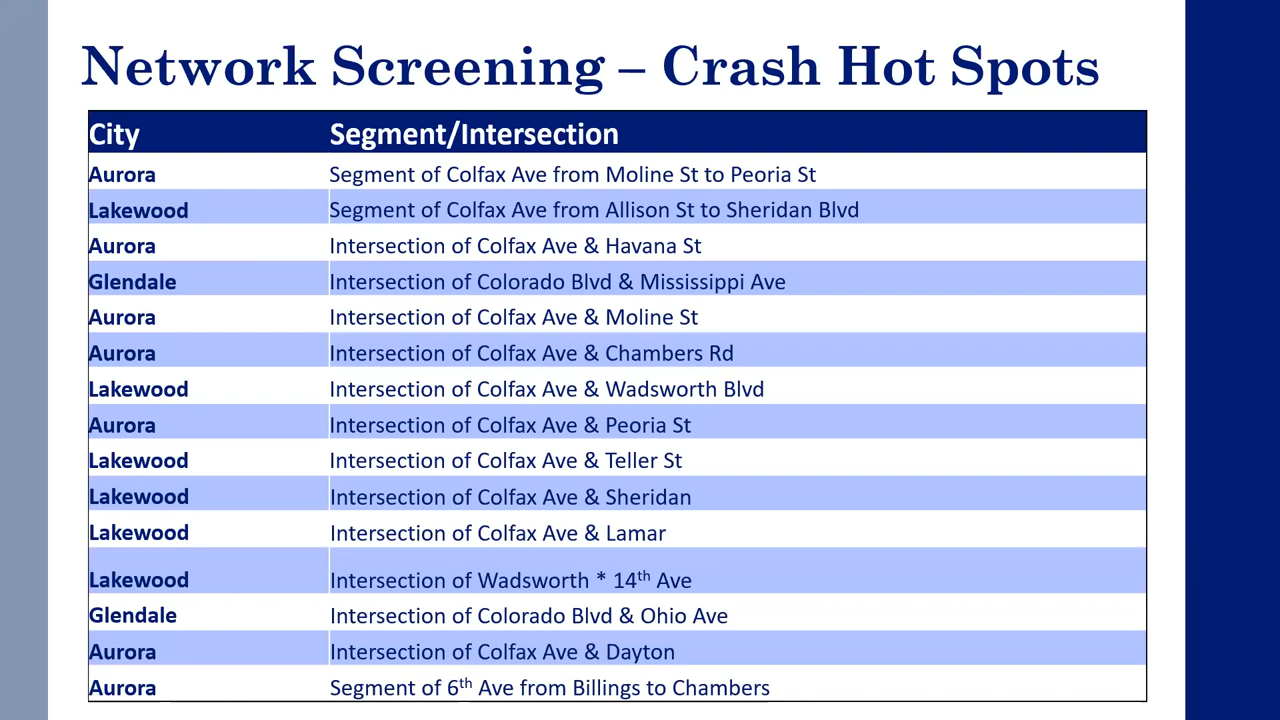 Network Screening – Crash Hot Spots
City Segment/Intersection
Aurora Segment of Colfax Ave from Moline St to Peoria St
Lakewood Segment of Colfax Ave from Allison St to Sheridan Blvd
Aurora Intersection of Colfax Ave & Havana St
Glendale Intersection of Colorado Blvd & Mississippi Ave
Aurora Intersection of Colfax Ave & Moline St
Aurora Intersection of Colfax Ave & Chambers Rd
Lakewood Intersection of Colfax Ave & Wadsworth Blvd
Aurora Intersection of Colfax Ave & Peoria St
Lakewood Intersection of Colfax Ave & Teller St
Lakewood Intersection of Colfax Ave & Sheridan
Lakewood Intersection of Colfax Ave & Lamar
Lakewood Intersection of Wadsworth * 14th Ave
Glendale Intersection of Colorado Blvd & Ohio Ave
Aurora Intersection of Colfax Ave & Dayton
Aurora Segment of 6th Ave from Billings to Chambers